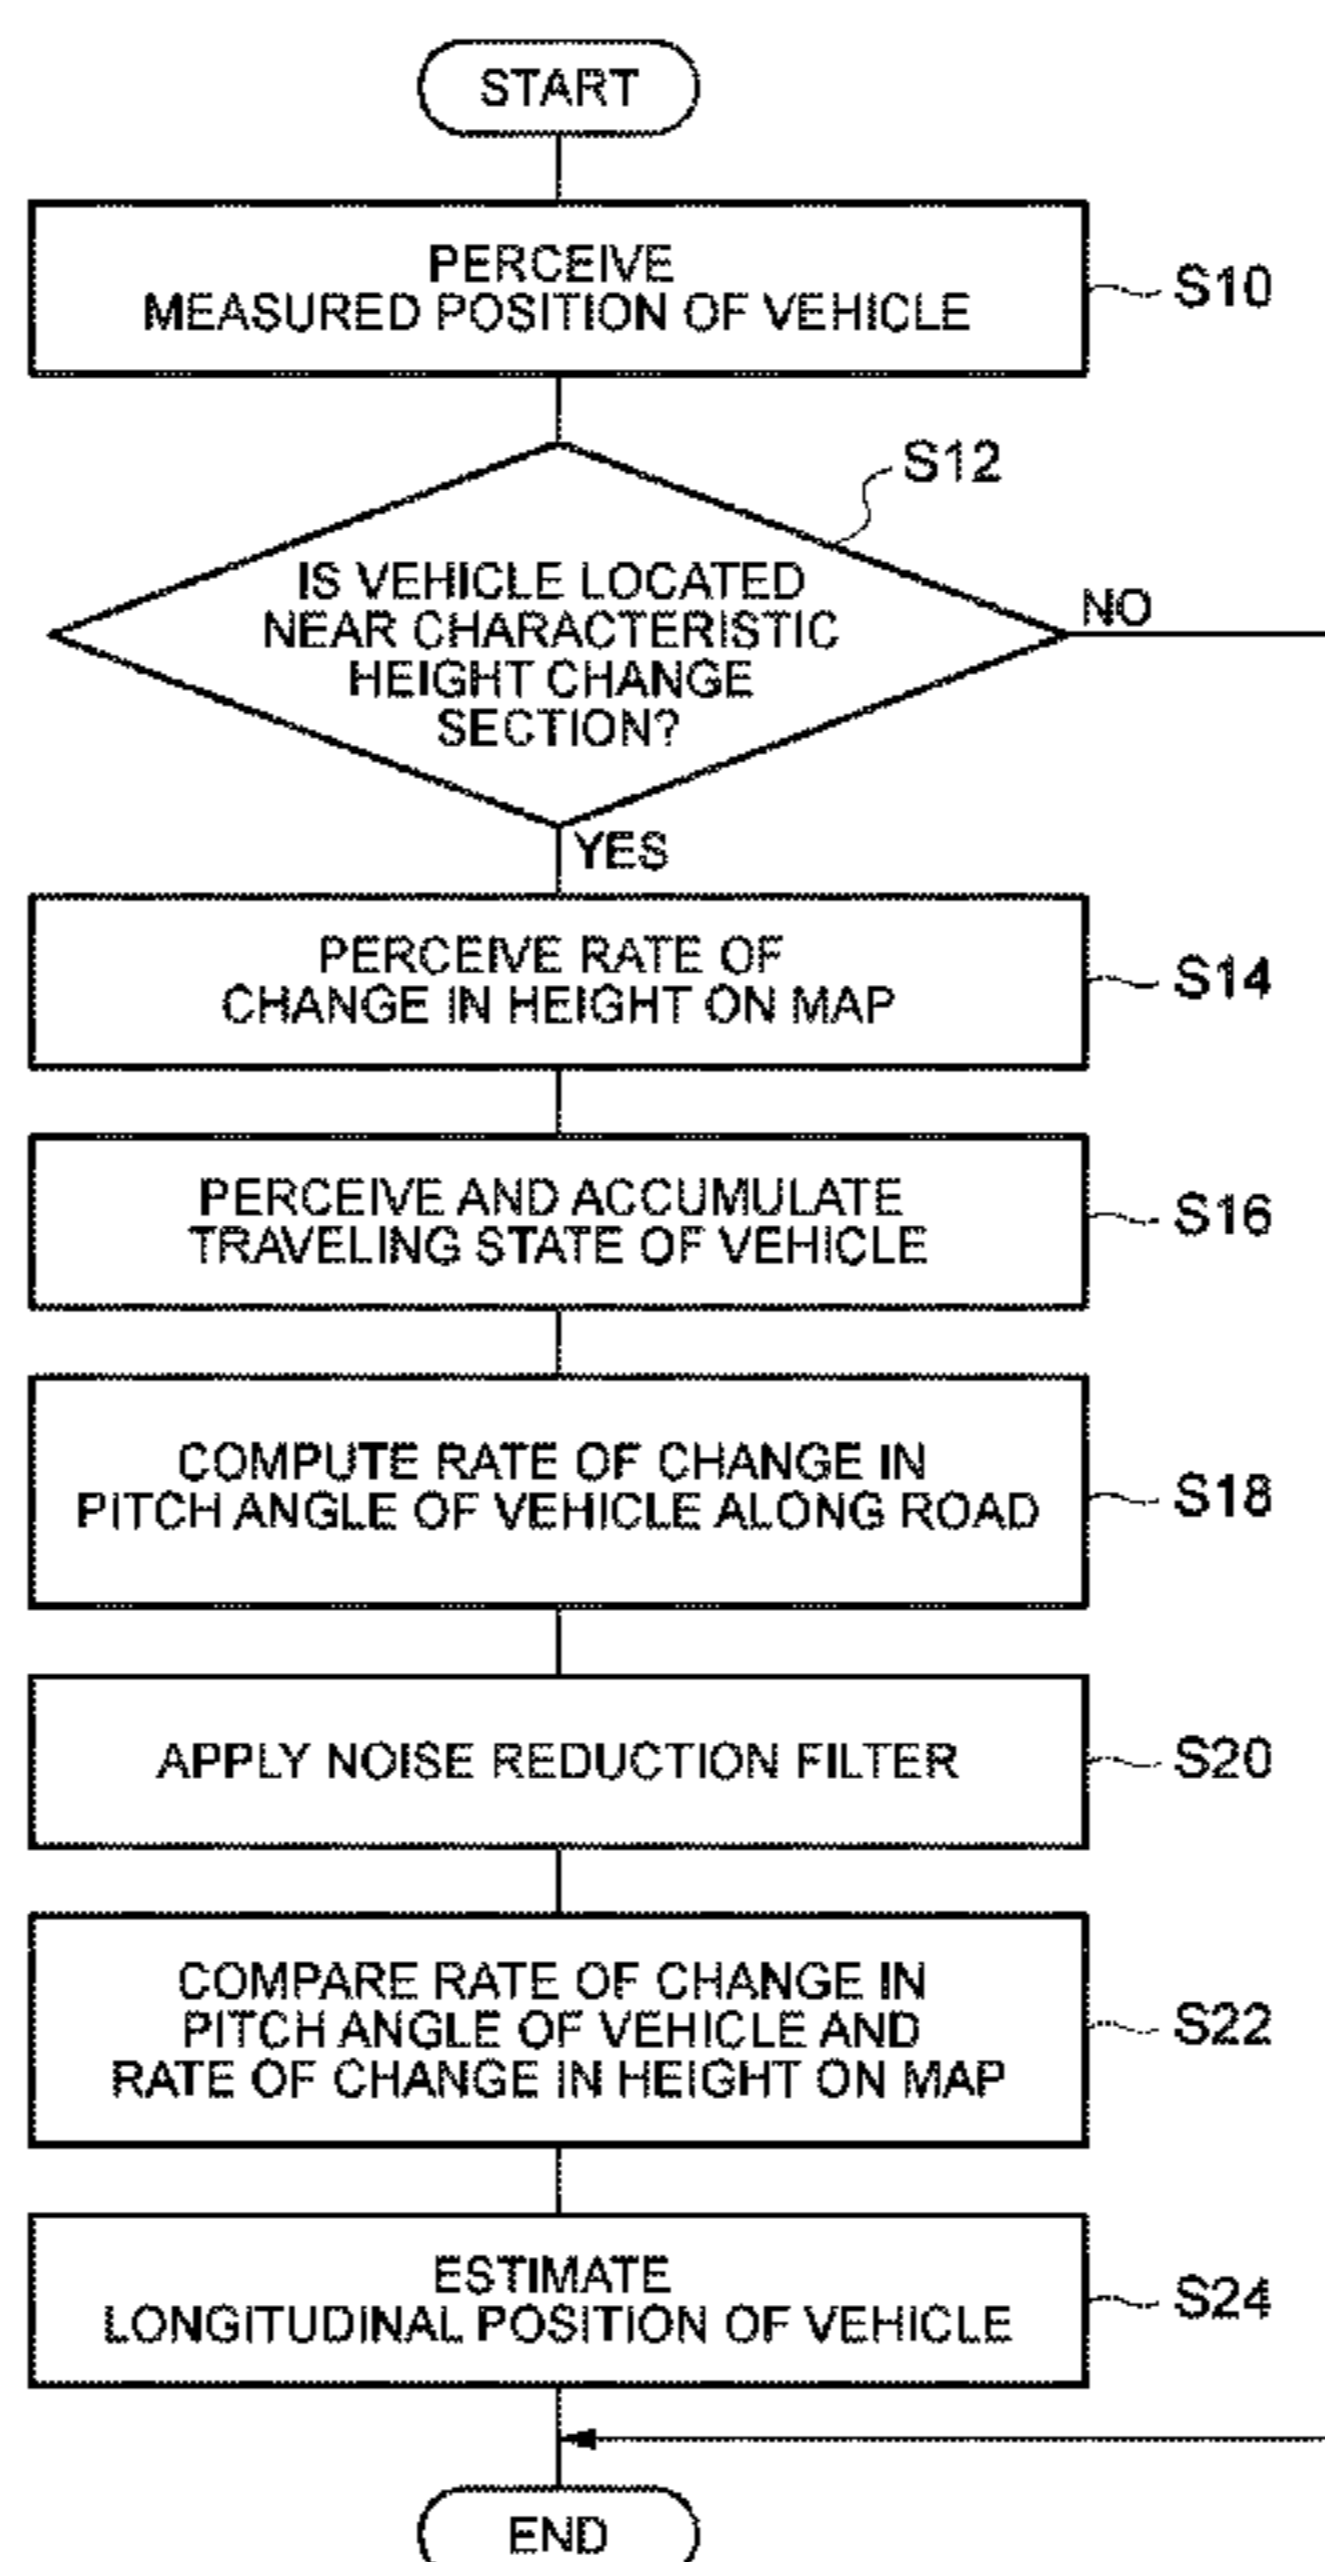 START
PERCEIVE
MEASURED POSITION OF VEHICLE
S10
S12
IS VEHICLE LOCATED
NEAR CHARACTERISTIC
HEIGHT CHANGE
SECTION?
NO
YES
PERCEIVE RATE OF
CHANGE IN HEIGHT ON MAP
S14
PERCEIVE AND ACCUMULATE
TRAVELING STATE OF VEHICLE
S16
COMPUTE RATE OF CHANGE IN
PITCH ANGLE OF VEHICLE ALONG ROAD
S18
APPLY NOISE REDUCTION FILTER
S20
COMPARE RATE OF CHANGE IN
PITCH ANGLE OF VEHICLE AND
RATE OF CHANGE IN HEIGHT ON MAP
S22
ESTIMATE
LONGITUDINAL POSITION OF VEHICLE
S24
END